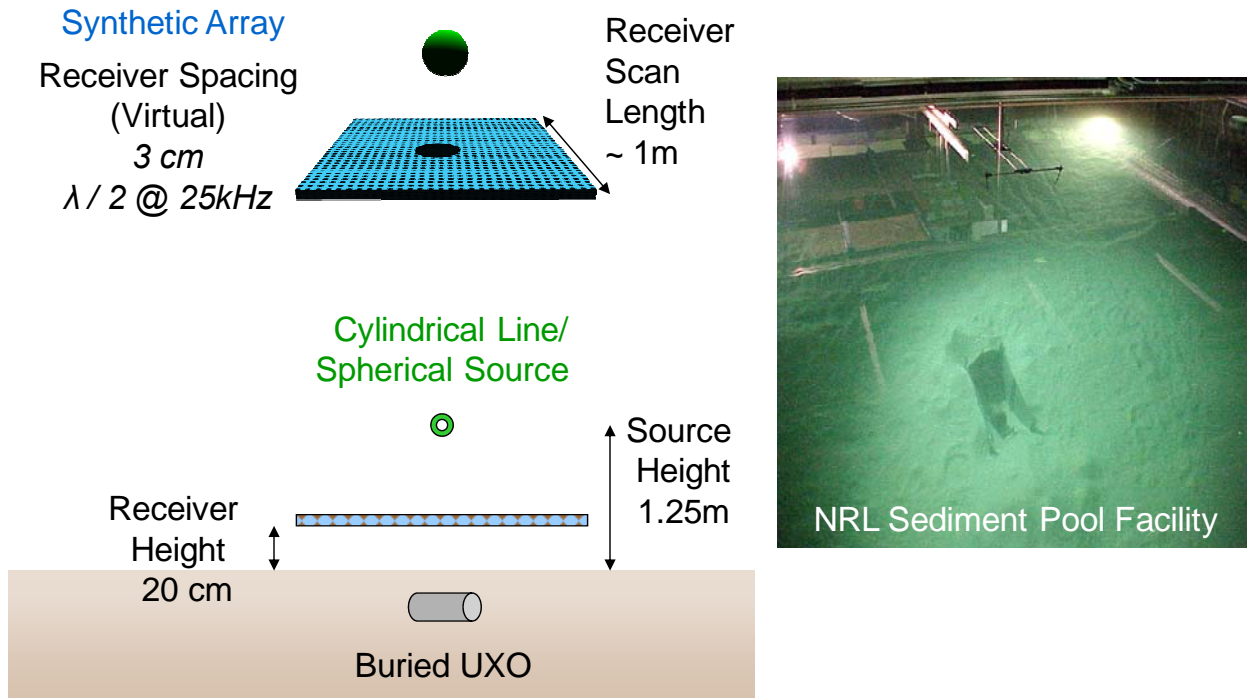 Synthetic Array
Receiver Spacing
(Virtual)
3 cm
λ / 2 @ 25kHz
Receiver
Scan
Length
~ 1m
Cylindrical Line/
Spherical Source
Source
Height
1.25m
Receiver
Height
20 cm
Buried UXO
NRL Sediment Pool Facility